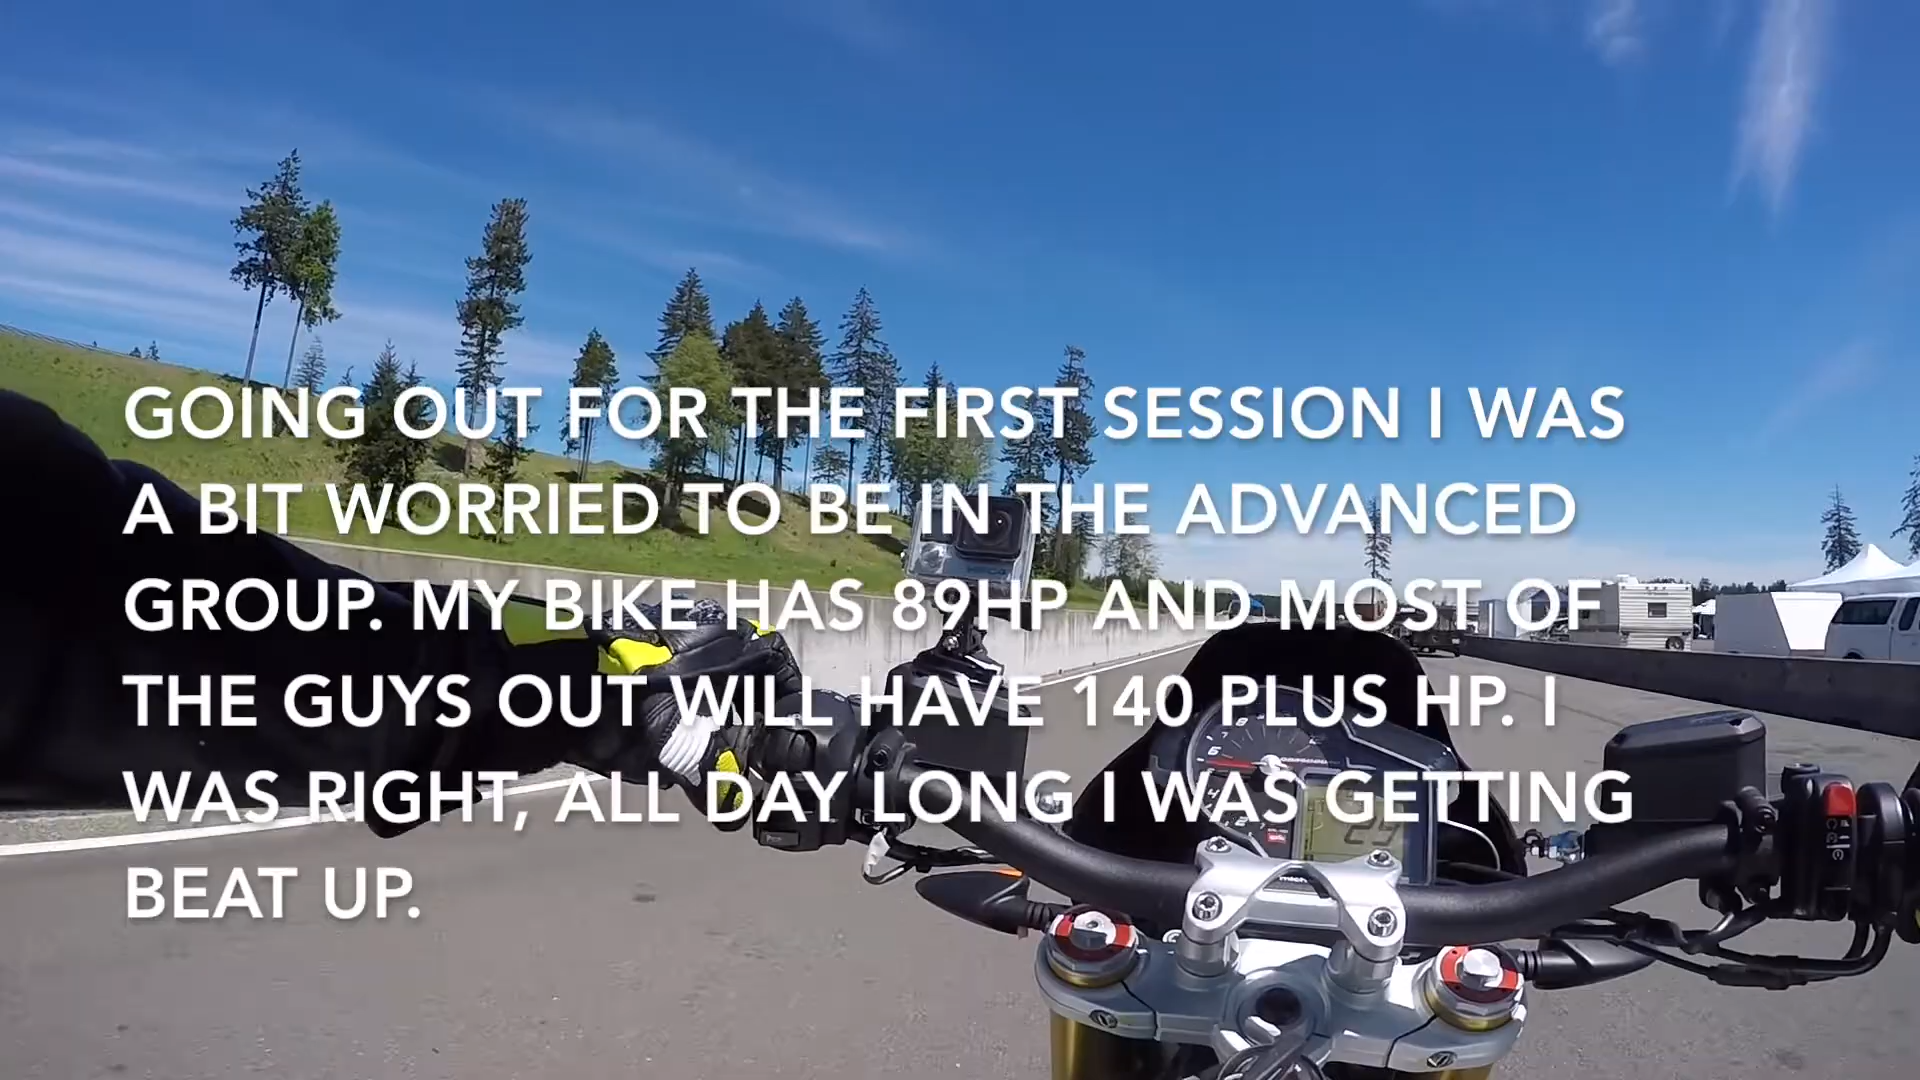 GOING OUT FOR THE FIRST SESSION I WAS
A BIT WORRIED TO BE IN THE ADVANCED
GROUP. MY BIKE HAS 89HP AND MOST OF
THE GUYS OUT WILL HAVE 140 PLUS HP. I
WAS RIGHT, ALL DAY LONG I WAS GETTING
BEAT UP.
29